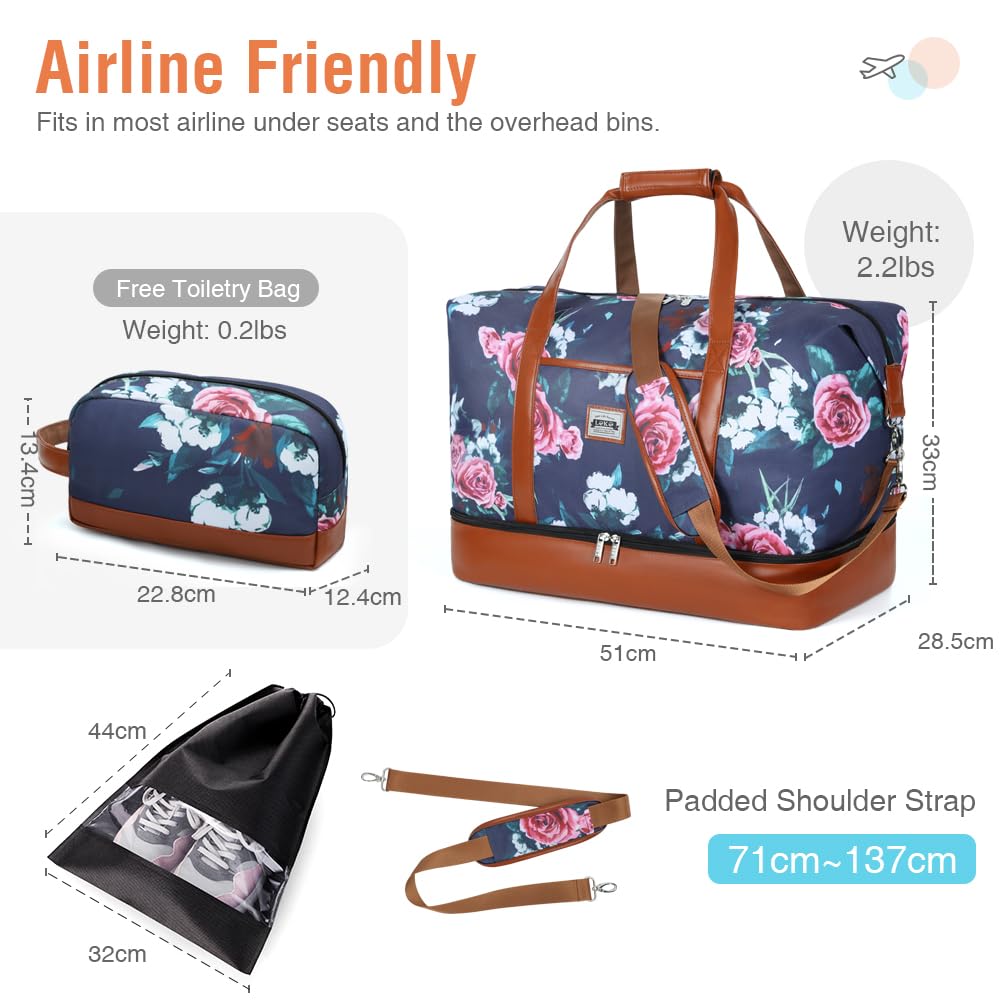 Airline Friendly
Fits in most airline under seats and the overhead bins.
Weight:
2.2lbs
Free Toiletry Bag
Weight: 0.2lbs
13.4cm
22.8cm
12.4cm
33cm
51cm
28.5cm
44cm
32cm
Padded Shoulder Strap
71cm~137cm